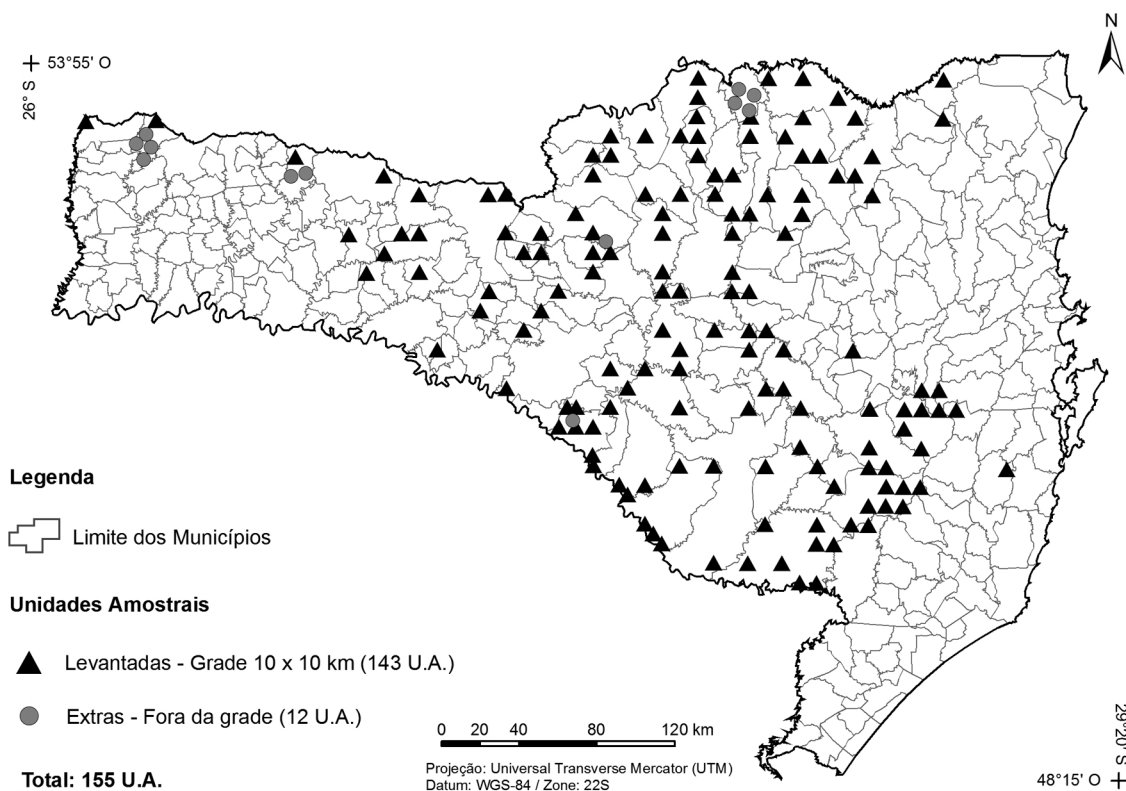 N
53°55' O
26° S
Legenda
Limite dos Municípios
Unidades Amostrais
Levantadas - Grade 10 x 10 km (143 U.A.)
Extras - Fora da grade (12 U.A.)
Total: 155 U.A.
0 20 40 80 120 km
Projeção: Universal Transverse Mercator (UTM)
Datum: WGS-84 / Zone: 22S
29°20' S
48°15' O